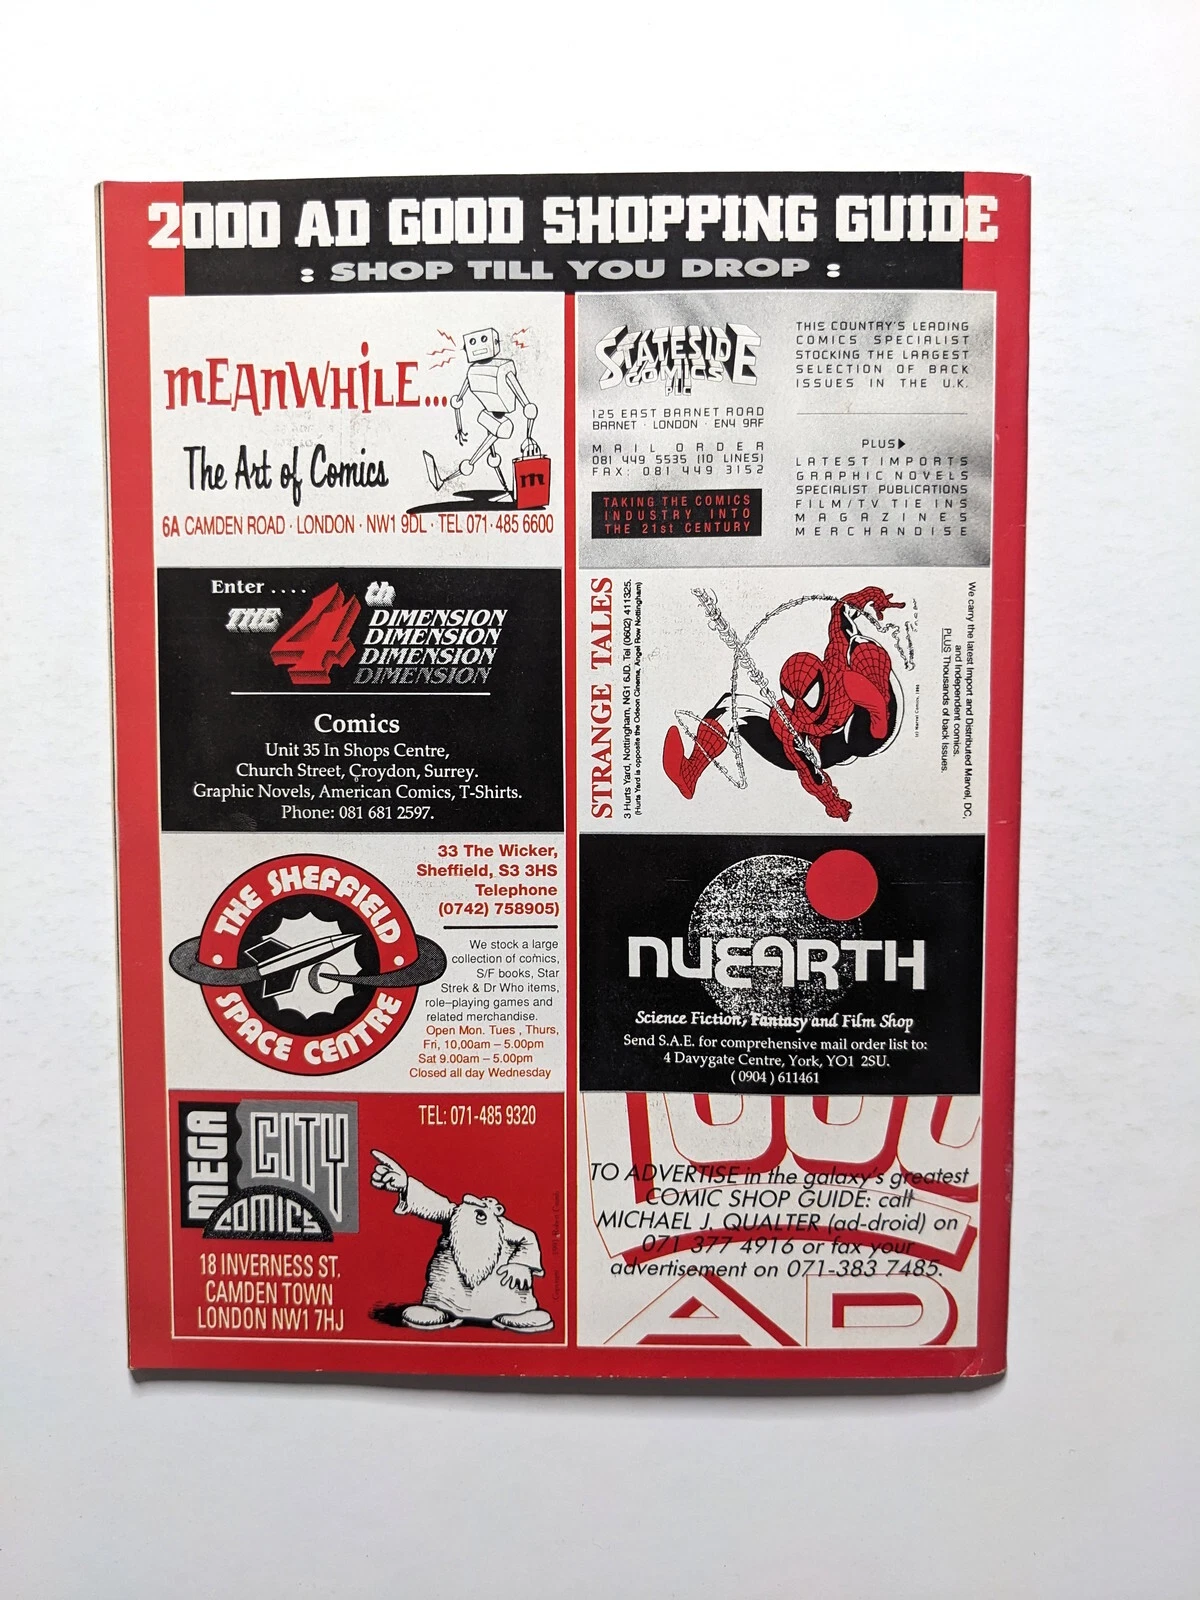 2000 AD GOOD SHOPPING GUIDE
: SHOP TILL YOU DROP :
mEAnWHiLE...
The Art of Comics
m
6A CAMDEN ROAD · LONDON · NW1 9DL · TEL 071·485 6600
STATESIDE
COMICS
PLC
125 EAST BARNET ROAD
BARNET · LONDON · EN4 9RF
MAIL ORDER
081 449 5535 (10 LINES)
FAX: 081 449 3152
TAKING THE COMICS
INDUSTRY INTO
THE 21st CENTURY
THIS COUNTRY'S LEADING
COMICS SPECIALIST
STOCKING THE LARGEST
SELECTION OF BACK
ISSUES IN THE U.K.
PLUS▶
LATEST IMPORTS
GRAPHIC NOVELS
SPECIALIST PUBLICATIONS
FILM/TV TIE INS
MAGAZINES
MERCHANDISE
Enter ....
THE 4th
DIMENSION
DIMENSION
DIMENSION
DIMENSION
Comics
Unit 35 In Shops Centre,
Church Street, Croydon, Surrey.
Graphic Novels, American Comics, T-Shirts.
Phone: 081 681 2597.
STRANGE TALES
3 Hurts Yard, Nottingham, NG1 6JD. Tel (0602) 411325.
(Hurts Yard is opposite the Odeon Cinema, Angel Row Nottingham)
We carry the latest Import and Distributed Marvel, DC,
and Independent comics.
PLUS Thousands of back issues.
(c) Marvel Comics, 1992
THE SHEFFIELD
SPACE CENTRE
33 The Wicker,
Sheffield, S3 3HS
Telephone
(0742) 758905)
We stock a large
collection of comics,
S/F books, Star
Strek & Dr Who items,
role–playing games and
related merchandise.
Open Mon. Tues , Thurs,
Fri, 10,00am – 5.00pm
Sat 9.00am – 5.00pm
Closed all day Wednesday
NUEARTH
Science Fiction, Fantasy and Film Shop
Send S.A.E. for comprehensive mail order list to:
4 Davygate Centre, York, YO1 2SU.
( 0904 ) 611461
MEGA
CITY
COMICS
TEL: 071-485 9320
18 INVERNESS ST.
CAMDEN TOWN
LONDON NW1 7HJ
TO ADVERTISE in the galaxy's greatest
COMIC SHOP GUIDE: call
MICHAEL J. QUALTER (ad-droid) on
071 377 4916 or fax your
advertisement on 071-383 7485.
AD